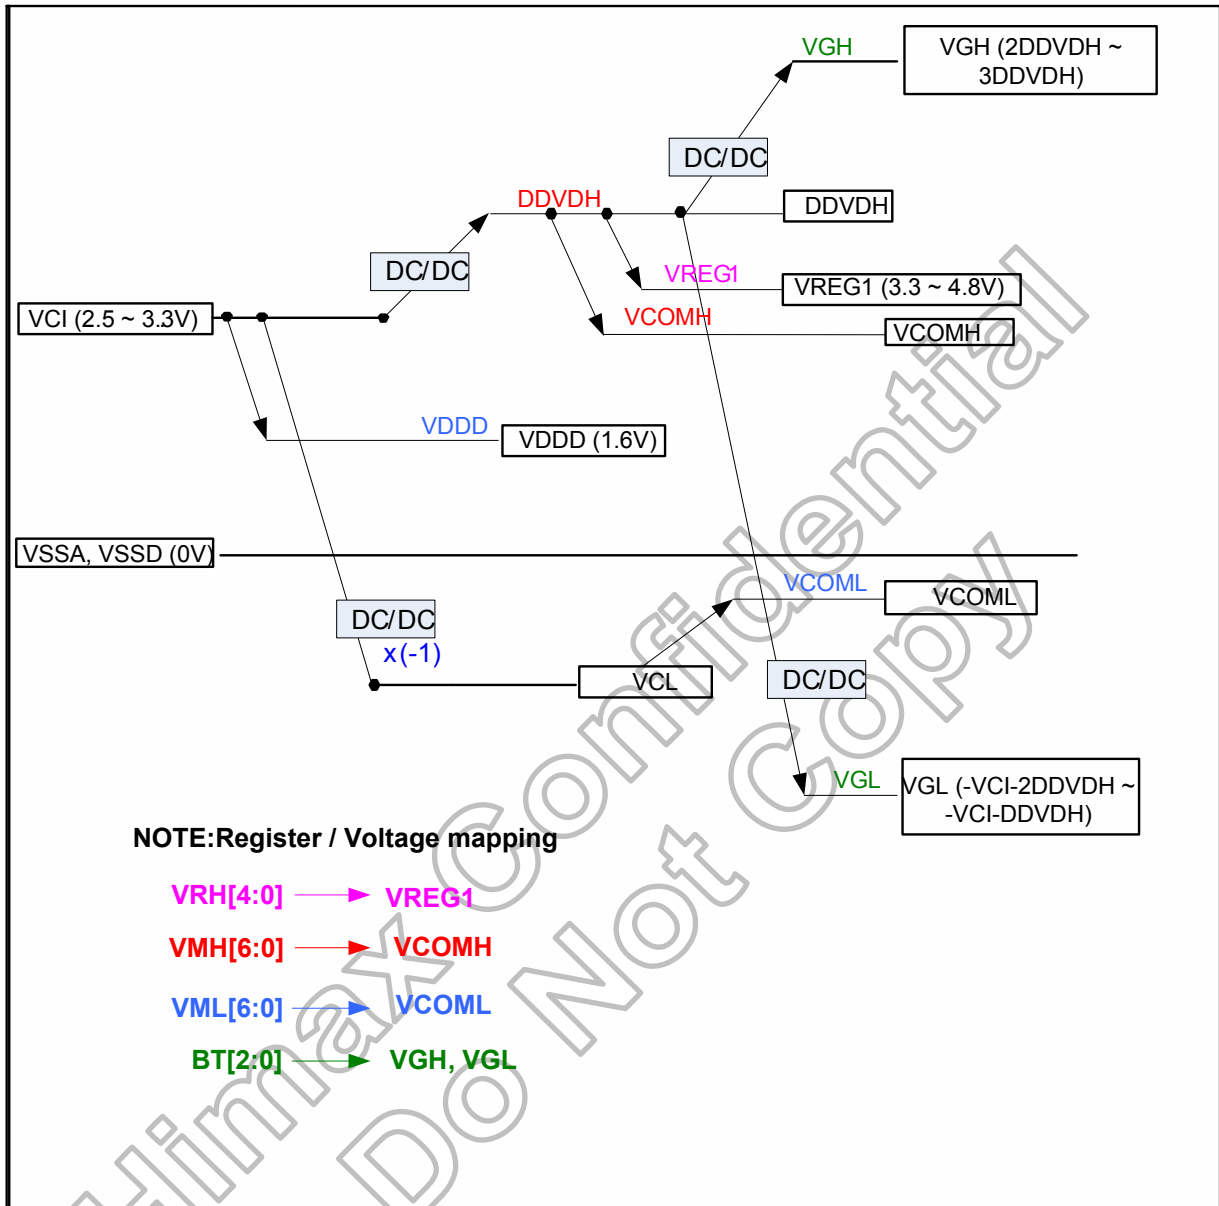 VGH
VGH (2DDVDH ~
3DDVDH)
DC/DC
DDVDH
DDVDH
DC/DC
VREG1
VREG1 (3.3 ~ 4.8V)
VCI (2.5 ~ 3.3V)
VCOMH
VCOMH
VDDD
VDDD (1.6V)
VSSA, VSSD (0V)
VCOML
VCOML
DC/DC
x(-1)
VCL
DC/DC
VGL
VGL (-VCI-2DDVDH ~
-VCI-DDVDH)
NOTE:Register / Voltage mapping
VRH[4:0] VREG1
VMH[6:0] VCOMH
VML[6:0] VCOML
BT[2:0] VGH, VGL
Himax Confidential
Do Not Copy